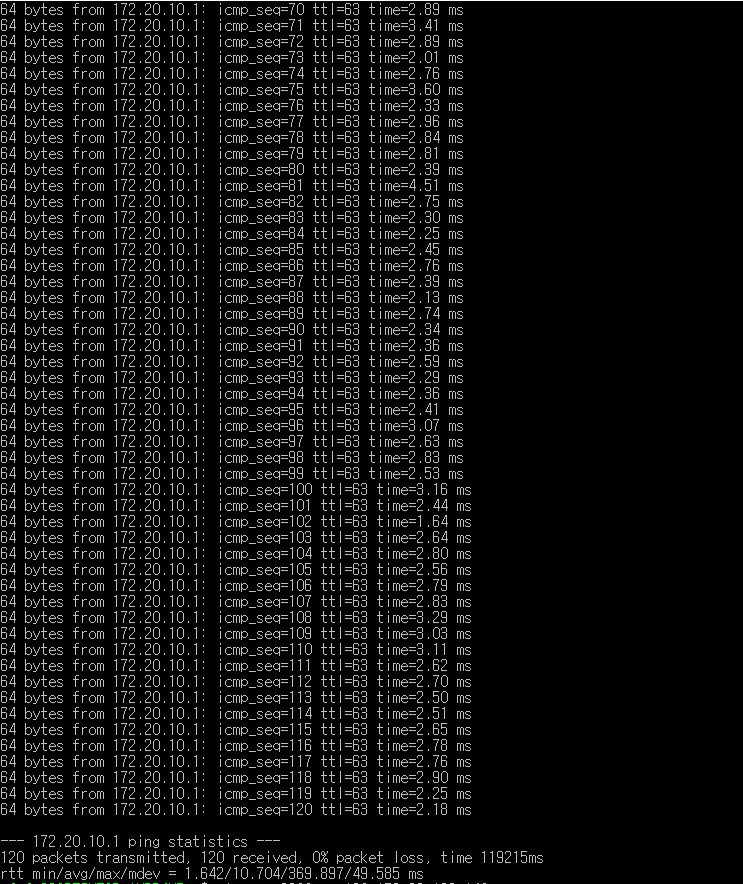 64 bytes from 172.20.10.1: icmp_seq=70 ttl=63 time=2.89 ms
64 bytes from 172.20.10.1: icmp_seq=71 ttl=63 time=3.41 ms
64 bytes from 172.20.10.1: icmp_seq=72 ttl=63 time=2.89 ms
64 bytes from 172.20.10.1: icmp_seq=73 ttl=63 time=2.01 ms
64 bytes from 172.20.10.1: icmp_seq=74 ttl=63 time=2.76 ms
64 bytes from 172.20.10.1: icmp_seq=75 ttl=63 time=3.60 ms
64 bytes from 172.20.10.1: icmp_seq=76 ttl=63 time=2.33 ms
64 bytes from 172.20.10.1: icmp_seq=77 ttl=63 time=2.96 ms
64 bytes from 172.20.10.1: icmp_seq=78 ttl=63 time=2.84 ms
64 bytes from 172.20.10.1: icmp_seq=79 ttl=63 time=2.81 ms
64 bytes from 172.20.10.1: icmp_seq=80 ttl=63 time=2.39 ms
64 bytes from 172.20.10.1: icmp_seq=81 ttl=63 time=4.51 ms
64 bytes from 172.20.10.1: icmp_seq=82 ttl=63 time=2.75 ms
64 bytes from 172.20.10.1: icmp_seq=83 ttl=63 time=2.30 ms
64 bytes from 172.20.10.1: icmp_seq=84 ttl=63 time=2.25 ms
64 bytes from 172.20.10.1: icmp_seq=85 ttl=63 time=2.45 ms
64 bytes from 172.20.10.1: icmp_seq=86 ttl=63 time=2.76 ms
64 bytes from 172.20.10.1: icmp_seq=87 ttl=63 time=2.39 ms
64 bytes from 172.20.10.1: icmp_seq=88 ttl=63 time=2.13 ms
64 bytes from 172.20.10.1: icmp_seq=89 ttl=63 time=2.74 ms
64 bytes from 172.20.10.1: icmp_seq=90 ttl=63 time=2.34 ms
64 bytes from 172.20.10.1: icmp_seq=91 ttl=63 time=2.36 ms
64 bytes from 172.20.10.1: icmp_seq=92 ttl=63 time=2.59 ms
64 bytes from 172.20.10.1: icmp_seq=93 ttl=63 time=2.29 ms
64 bytes from 172.20.10.1: icmp_seq=94 ttl=63 time=2.36 ms
64 bytes from 172.20.10.1: icmp_seq=95 ttl=63 time=2.41 ms
64 bytes from 172.20.10.1: icmp_seq=96 ttl=63 time=3.07 ms
64 bytes from 172.20.10.1: icmp_seq=97 ttl=63 time=2.63 ms
64 bytes from 172.20.10.1: icmp_seq=98 ttl=63 time=2.83 ms
64 bytes from 172.20.10.1: icmp_seq=99 ttl=63 time=2.53 ms
64 bytes from 172.20.10.1: icmp_seq=100 ttl=63 time=3.16 ms
64 bytes from 172.20.10.1: icmp_seq=101 ttl=63 time=2.44 ms
64 bytes from 172.20.10.1: icmp_seq=102 ttl=63 time=1.64 ms
64 bytes from 172.20.10.1: icmp_seq=103 ttl=63 time=2.64 ms
64 bytes from 172.20.10.1: icmp_seq=104 ttl=63 time=2.80 ms
64 bytes from 172.20.10.1: icmp_seq=105 ttl=63 time=2.56 ms
64 bytes from 172.20.10.1: icmp_seq=106 ttl=63 time=2.79 ms
64 bytes from 172.20.10.1: icmp_seq=107 ttl=63 time=2.83 ms
64 bytes from 172.20.10.1: icmp_seq=108 ttl=63 time=3.29 ms
64 bytes from 172.20.10.1: icmp_seq=109 ttl=63 time=3.03 ms
64 bytes from 172.20.10.1: icmp_seq=110 ttl=63 time=3.11 ms
64 bytes from 172.20.10.1: icmp_seq=111 ttl=63 time=2.62 ms
64 bytes from 172.20.10.1: icmp_seq=112 ttl=63 time=2.70 ms
64 bytes from 172.20.10.1: icmp_seq=113 ttl=63 time=2.50 ms
64 bytes from 172.20.10.1: icmp_seq=114 ttl=63 time=2.51 ms
64 bytes from 172.20.10.1: icmp_seq=115 ttl=63 time=2.65 ms
64 bytes from 172.20.10.1: icmp_seq=116 ttl=63 time=2.78 ms
64 bytes from 172.20.10.1: icmp_seq=117 ttl=63 time=2.76 ms
64 bytes from 172.20.10.1: icmp_seq=118 ttl=63 time=2.90 ms
64 bytes from 172.20.10.1: icmp_seq=119 ttl=63 time=2.25 ms
64 bytes from 172.20.10.1: icmp_seq=120 ttl=63 time=2.18 ms
--- 172.20.10.1 ping statistics ---
120 packets transmitted, 120 received, 0% packet loss, time 119215ms
rtt min/avg/max/mdev = 1.642/10.704/369.897/49.585 ms